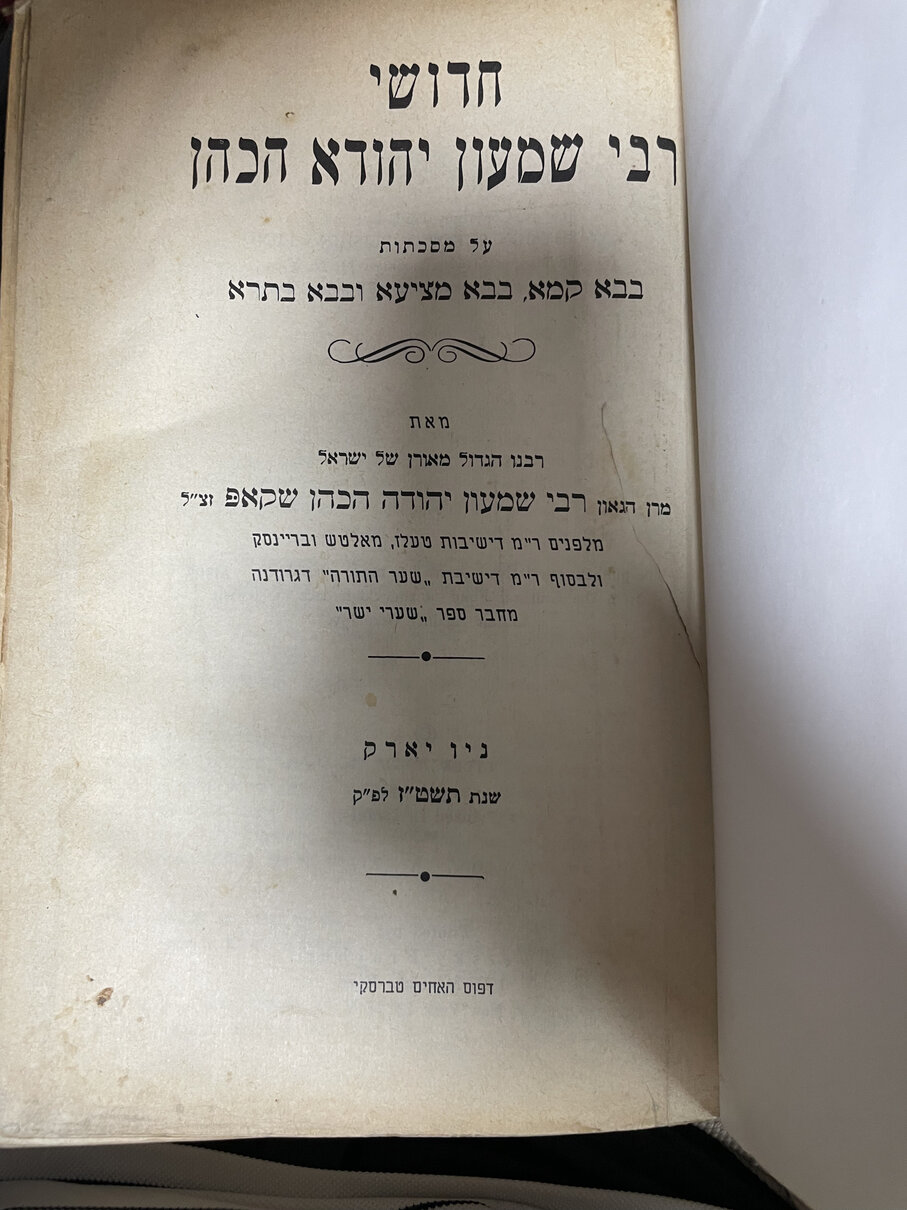 חדושי
רבי שמעון יהודא הכהן
על מסכתות
בבא קמא, בבא מציעא ובבא בתרא
מאת
רבנו הגדול מאורן של ישראל
מרן הגאון רבי שמעון יהודה הכהן שקאפ זצ"ל
מלפנים ר"מ דישיבות טעלז, מאלטש ובריינסק
ולבסוף ר"מ דישיבת „שער התורה" דגרודנה
מחבר ספר „שערי ישר"
ניו יארק
שנת תשט"ז לפ"ק
דפוס האחים טברסקי